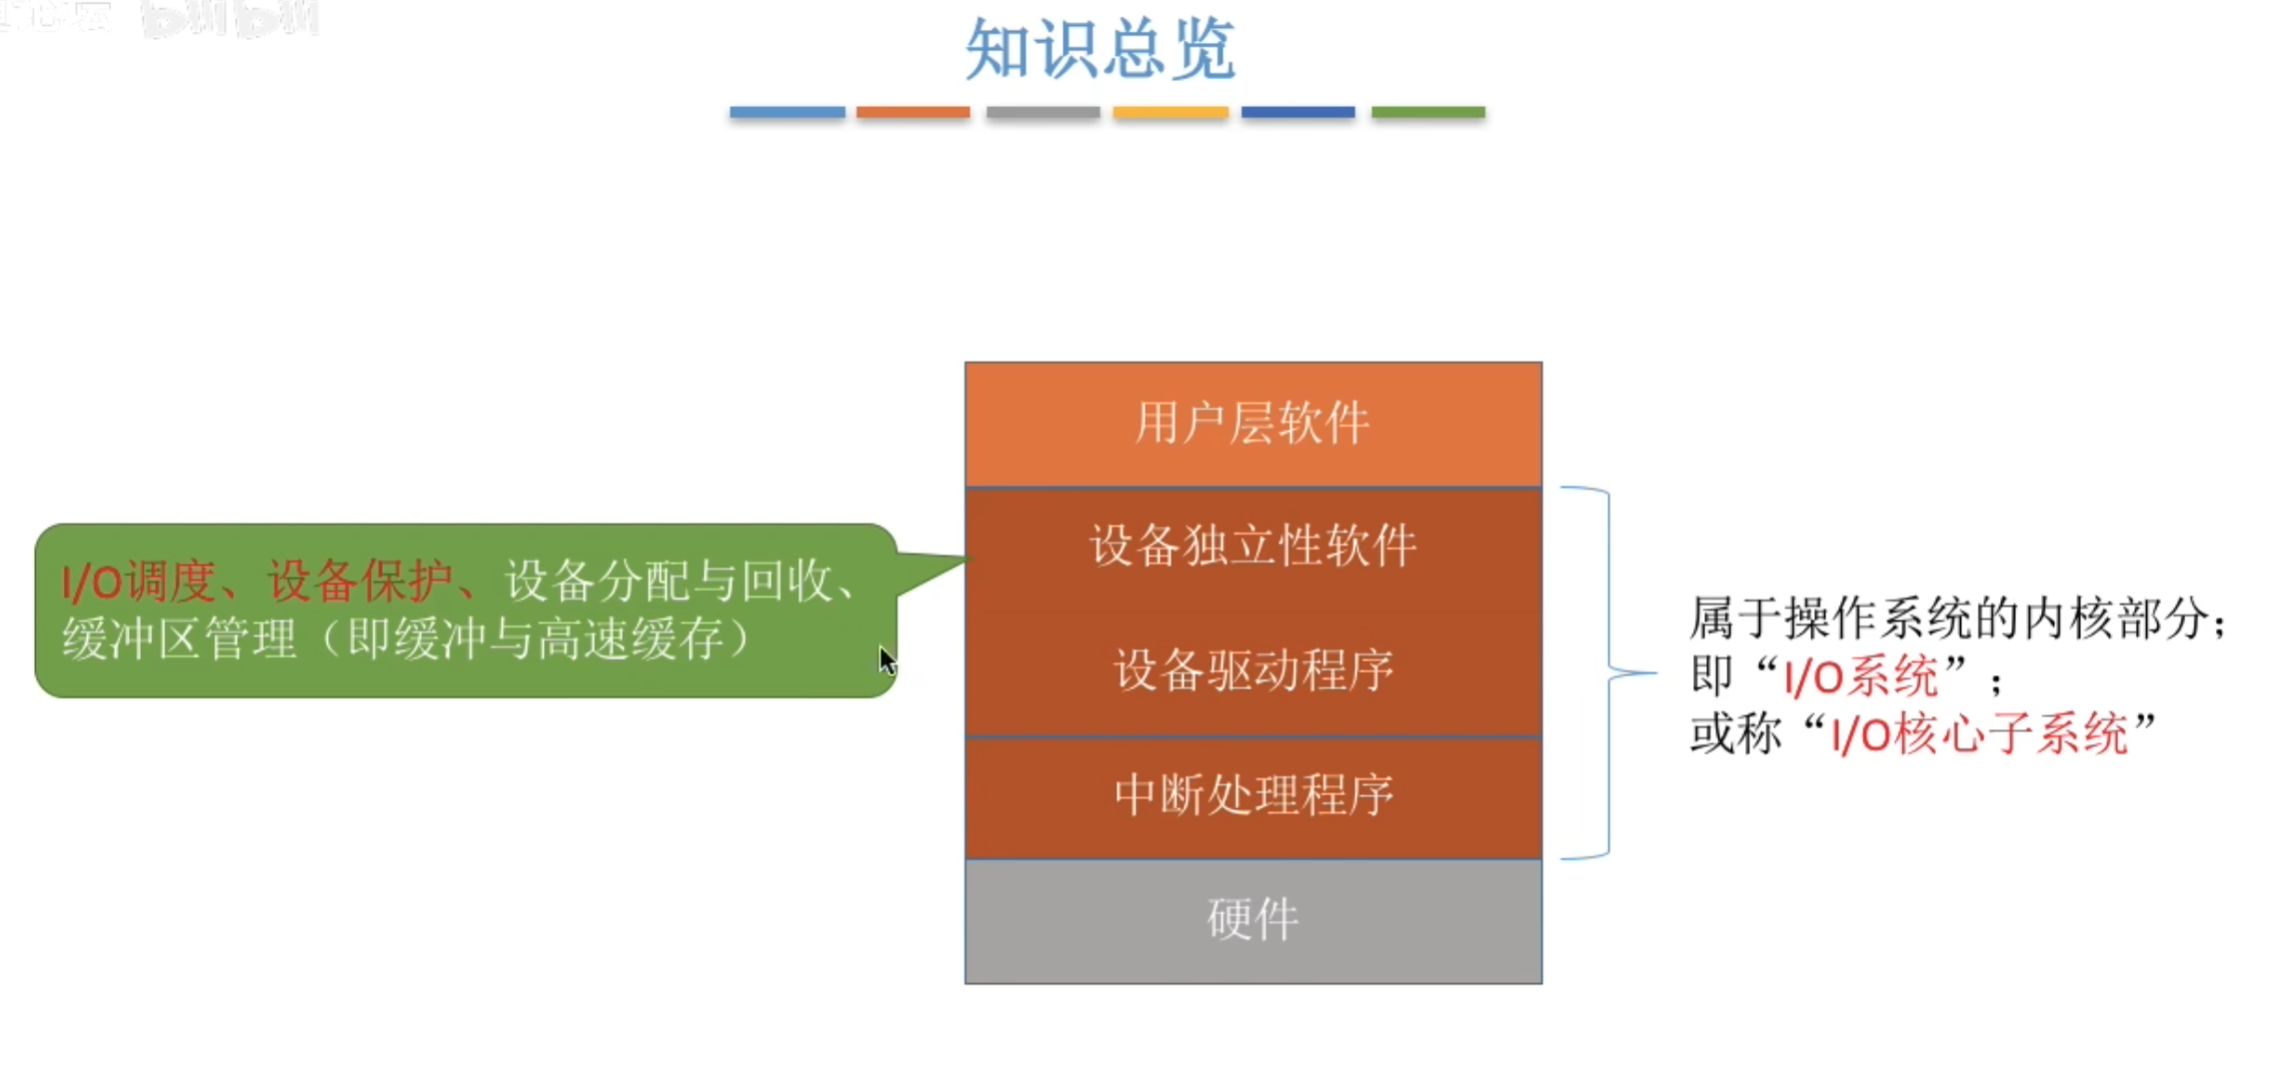 知识总览
用户层软件
设备独立性软件
I/O调度、设备保护、设备分配与回收、
缓冲区管理（即缓冲与高速缓存）
设备驱动程序
属于操作系统的内核部分；
即“I/O系统”；
或称“I/O核心子系统”
中断处理程序
硬件